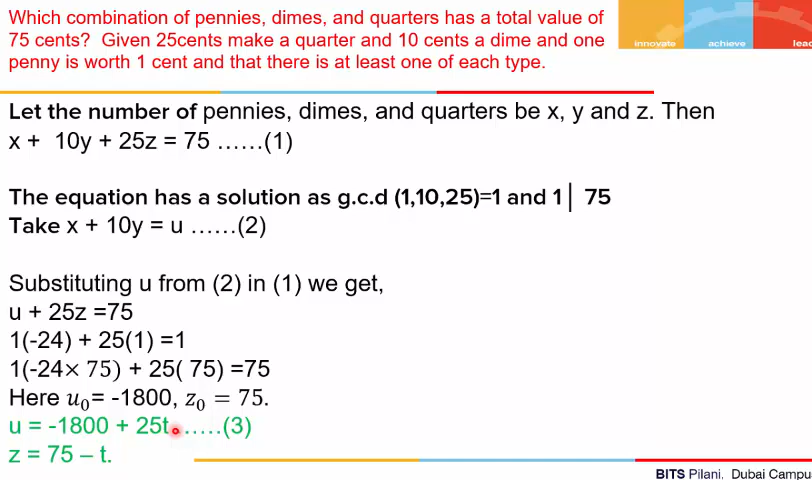 Which combination of pennies, dimes, and quarters has a total value of
75 cents? Given 25cents make a quarter and 10 cents a dime and one
penny is worth 1 cent and that there is at least one of each type.
innovate achieve lead
Let the number of pennies, dimes, and quarters be x, y and z. Then
x + 10y + 25z = 75 ......(1)
The equation has a solution as g.c.d (1,10,25)=1 and 1│ 75
Take x + 10y = u ......(2)
Substituting u from (2) in (1) we get,
u + 25z =75
1(-24) + 25(1) =1
1(-24× 75) + 25( 75) =75
Here u₀= -1800, z₀ = 75.
u = -1800 + 25t ......(3)
z = 75 – t.
BITS Pilani, Dubai Campu